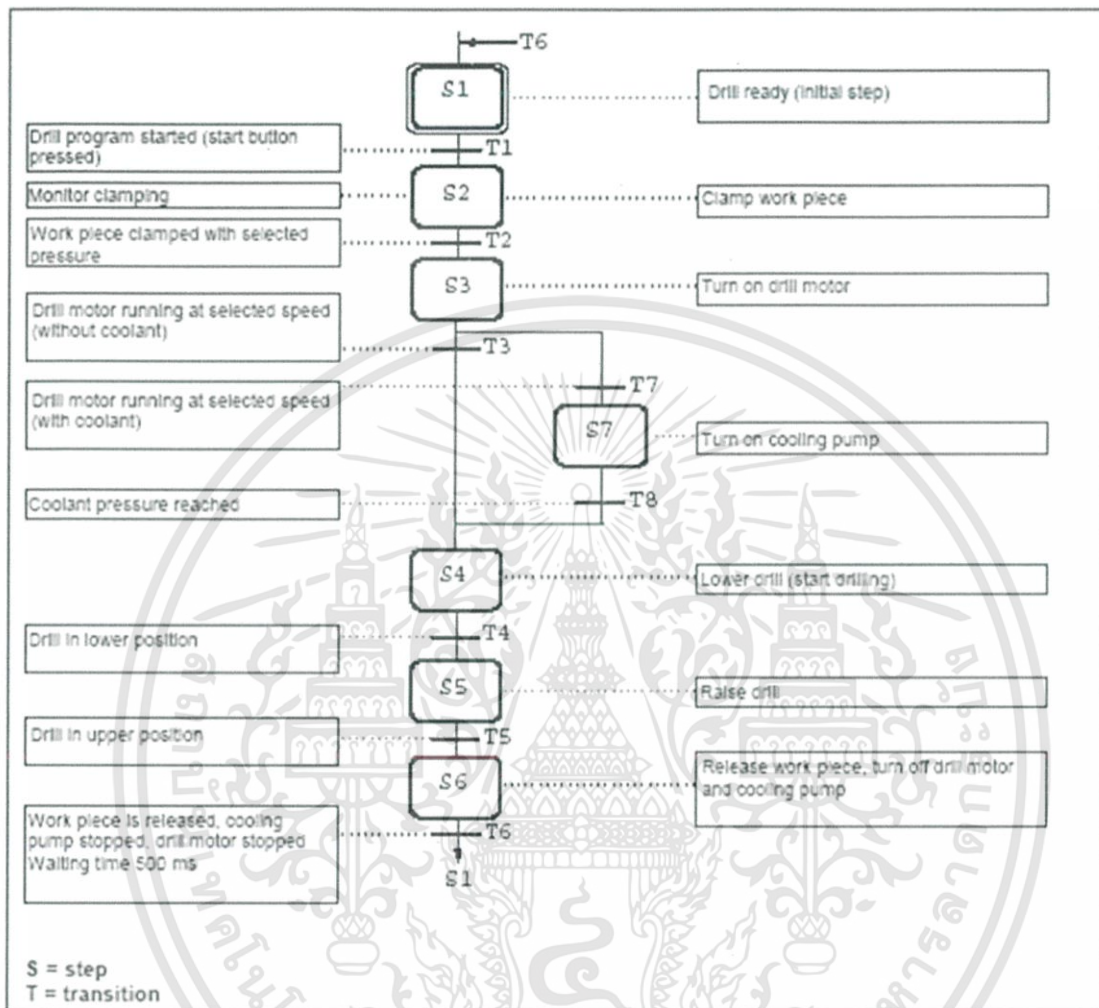 T6
S1
Drill ready (initial step)
Drill program started (start button
pressed)
T1
Monitor clamping
S2
Clamp work piece
Work piece clamped with selected
pressure
T2
S3
Turn on drill motor
Drill motor running at selected speed
(without coolant)
T3
Drill motor running at selected speed
(with coolant)
T7
S7
Turn on cooling pump
Coolant pressure reached
T8
S4
Lower drill (start drilling)
Drill in lower position
T4
S5
Raise drill
Drill in upper position
T5
S6
Release work piece, turn off drill motor
and cooling pump
Work piece is released, cooling
pump stopped, drill motor stopped
Waiting time 500 ms
T6
S1
S = step
T = transition